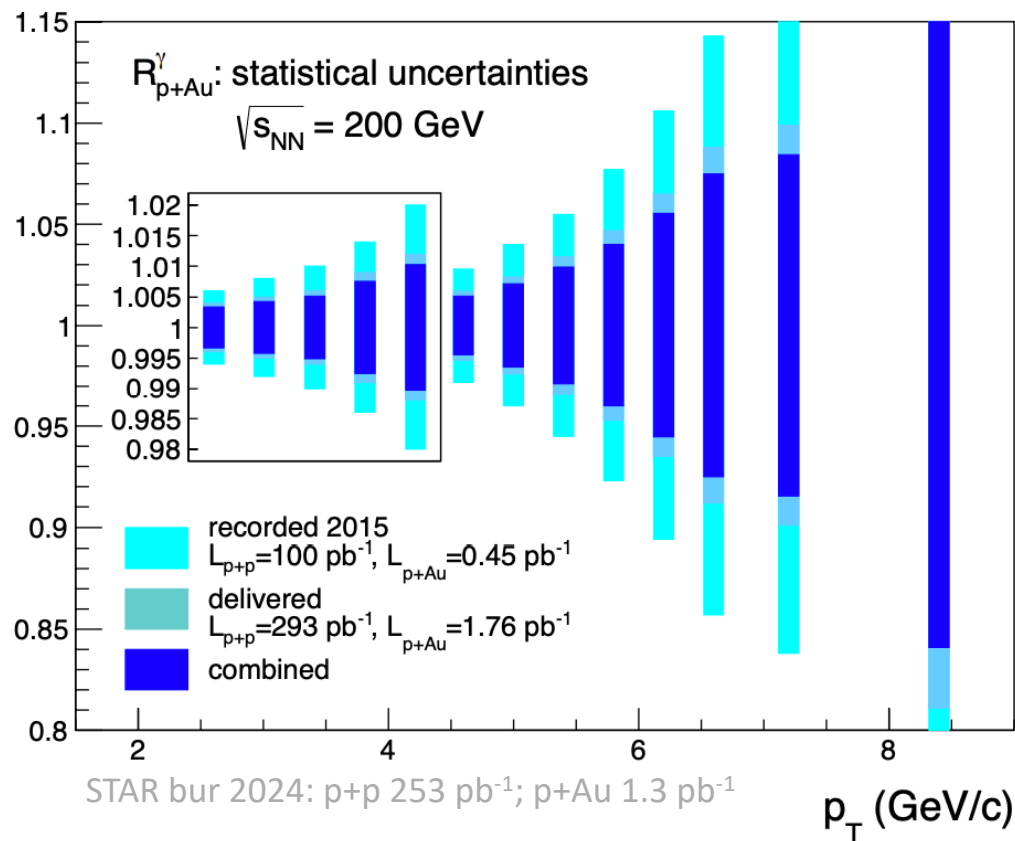 1.15
1.1
1.05
1
0.95
0.9
0.85
0.8
R^γ_p+Au: statistical uncertainties
√s_NN = 200 GeV
1.02
1.015
1.01
1.005
1
0.995
0.99
0.985
0.98
recorded 2015
L_p+p=100 pb^-1, L_p+Au=0.45 pb^-1
delivered
L_p+p=293 pb^-1, L_p+Au=1.76 pb^-1
combined
2 4 6 8
STAR bur 2024: p+p 253 pb^-1; p+Au 1.3 pb^-1
p_T (GeV/c)